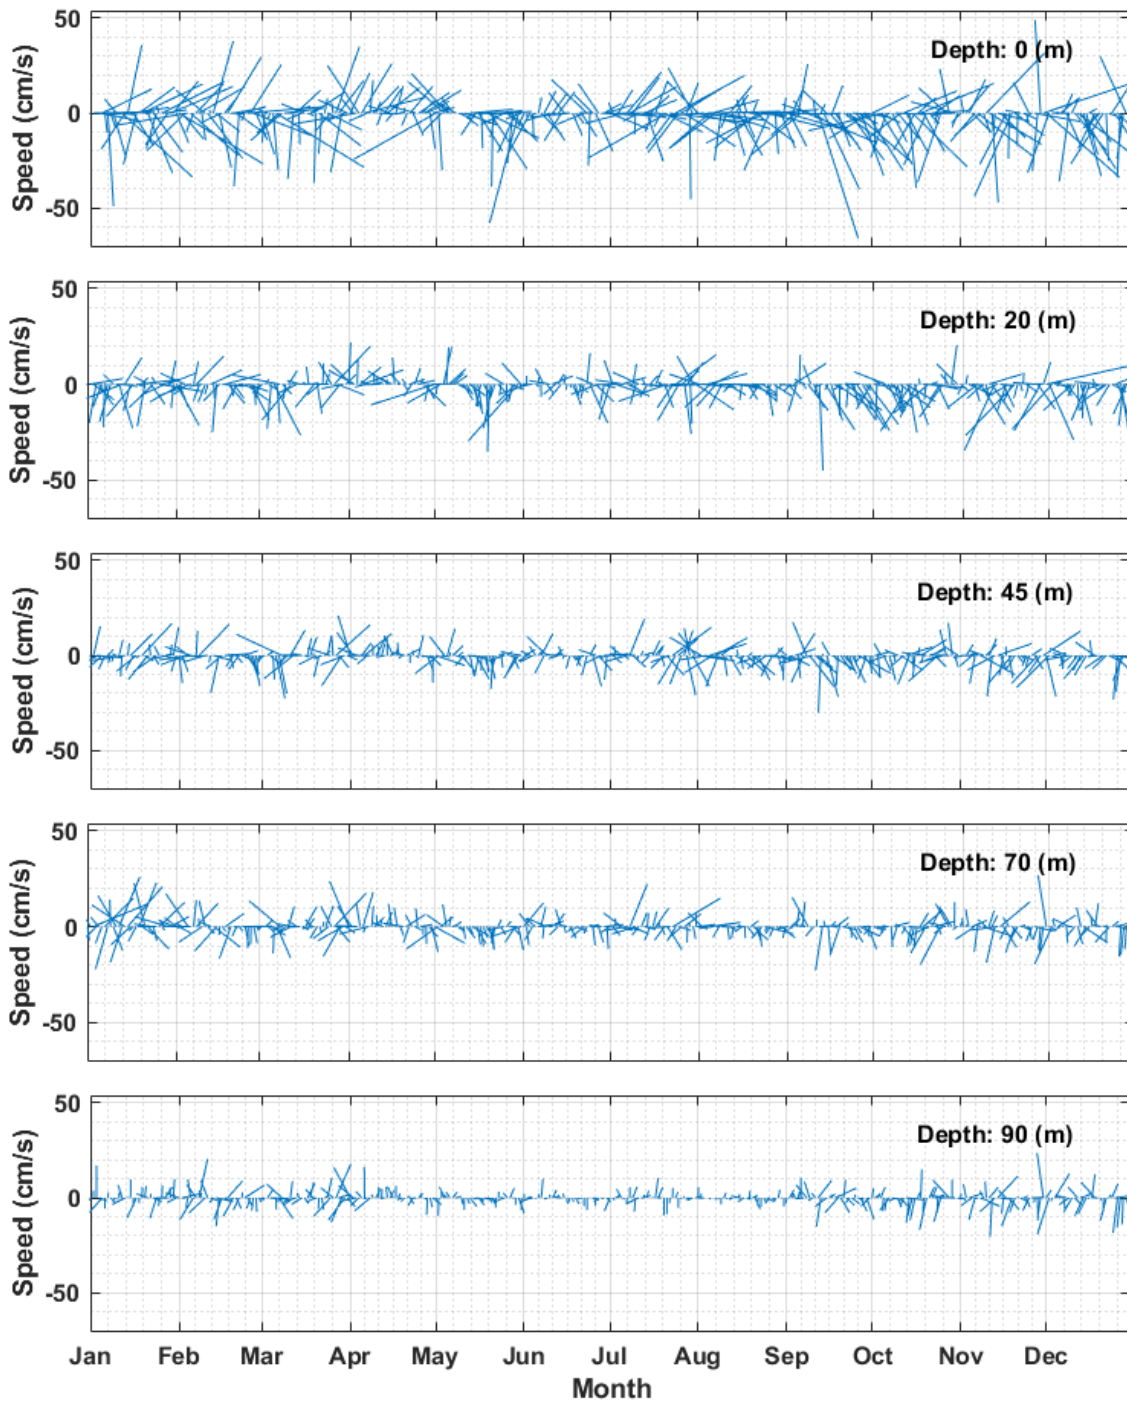 50
Depth: 0 (m)
0
-50
Speed (cm/s)
50
Depth: 20 (m)
0
-50
Speed (cm/s)
50
Depth: 45 (m)
0
-50
Speed (cm/s)
50
Depth: 70 (m)
0
-50
Speed (cm/s)
50
Depth: 90 (m)
0
-50
Speed (cm/s)
Jan Feb Mar Apr May Jun Jul Aug Sep Oct Nov Dec
Month